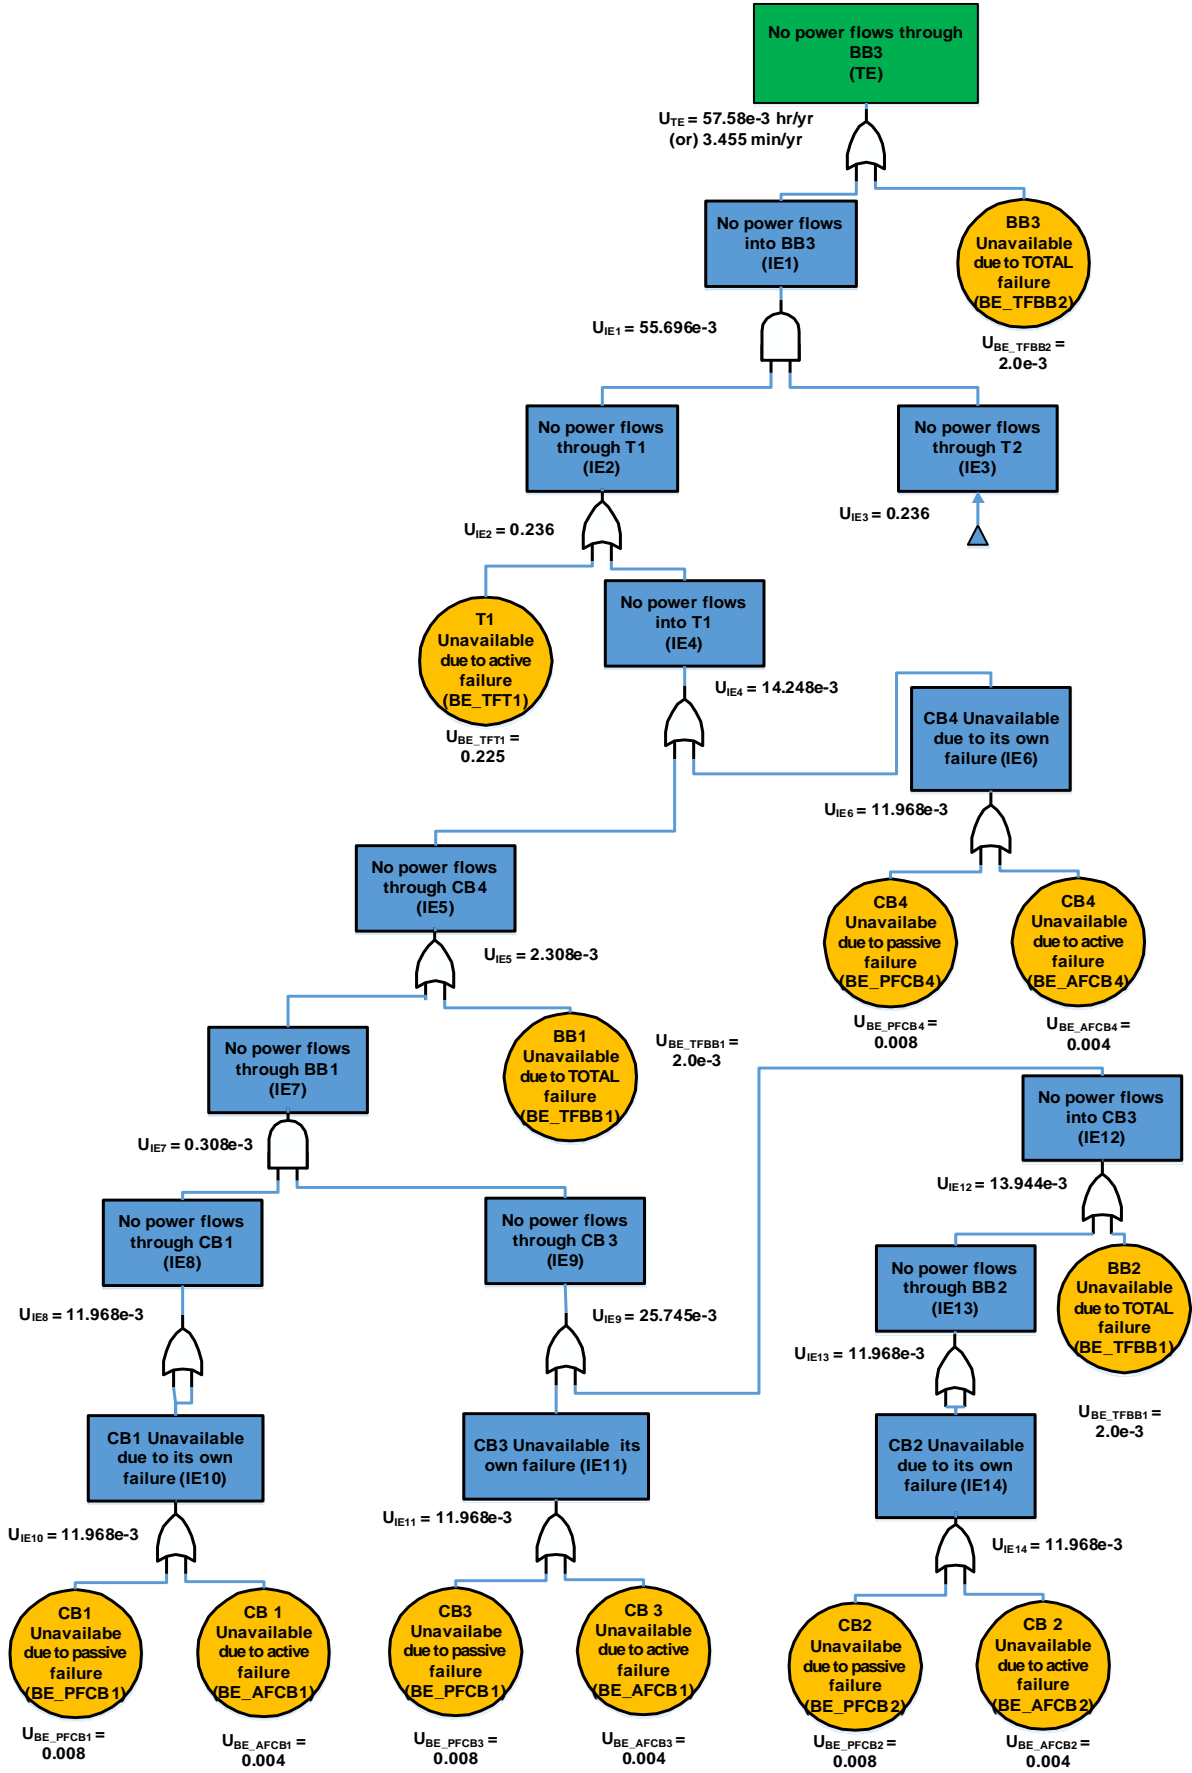 No power flows through
BB3
(TE)
UTE = 57.58e-3 hr/yr
(or) 3.455 min/yr
No power flows
into BB3
(IE1)
BB3
Unavailable
due to TOTAL
failure
(BE_TFBB2)
UIE1 = 55.696e-3
UBE_TFBB2 =
2.0e-3
No power flows
through T1
(IE2)
No power flows
through T2
(IE3)
UIE2 = 0.236
UIE3 = 0.236
T1
Unavailable
due to active
failure
(BE_TFT1)
No power flows
into T1
(IE4)
UBE_TFT1 =
0.225
UIE4 = 14.248e-3
CB4 Unavailable
due to its own
failure (IE6)
UIE6 = 11.968e-3
No power flows
through CB4
(IE5)
CB4
Unavailabe
due to passive
failure
(BE_PFCB4)
CB4
Unavailable
due to active
failure
(BE_AFCB4)
UIE5 = 2.308e-3
UBE_PFCB4 =
0.008
UBE_AFCB4 =
0.004
No power flows
through BB1
(IE7)
BB1
Unavailable
due to TOTAL
failure
(BE_TFBB1)
UBE_TFBB1 =
2.0e-3
No power flows
into CB3
(IE12)
UIE7 = 0.308e-3
UIE12 = 13.944e-3
No power flows
through CB1
(IE8)
No power flows
through CB3
(IE9)
No power flows
through BB2
(IE13)
BB2
Unavailable
due to TOTAL
failure
(BE_TFBB1)
UIE8 = 11.968e-3
UIE9 = 25.745e-3
UIE13 = 11.968e-3
UBE_TFBB1 =
2.0e-3
CB1 Unavailable
due to its own
failure (IE10)
CB3 Unavailable its
own failure (IE11)
CB2 Unavailable
due to its own
failure (IE14)
UIE10 = 11.968e-3
UIE11 = 11.968e-3
UIE14 = 11.968e-3
CB1
Unavailabe
due to passive
failure
(BE_PFCB1)
CB 1
Unavailable
due to active
failure
(BE_AFCB1)
CB3
Unavailabe
due to passive
failure
(BE_PFCB1)
CB 3
Unavailable
due to active
failure
(BE_AFCB1)
CB2
Unavailabe
due to passive
failure
(BE_PFCB2)
CB 2
Unavailable
due to active
failure
(BE_AFCB2)
UBE_PFCB1 =
0.008
UBE_AFCB1 =
0.004
UBE_PFCB3 =
0.008
UBE_AFCB3 =
0.004
UBE_PFCB2 =
0.008
UBE_AFCB2 =
0.004